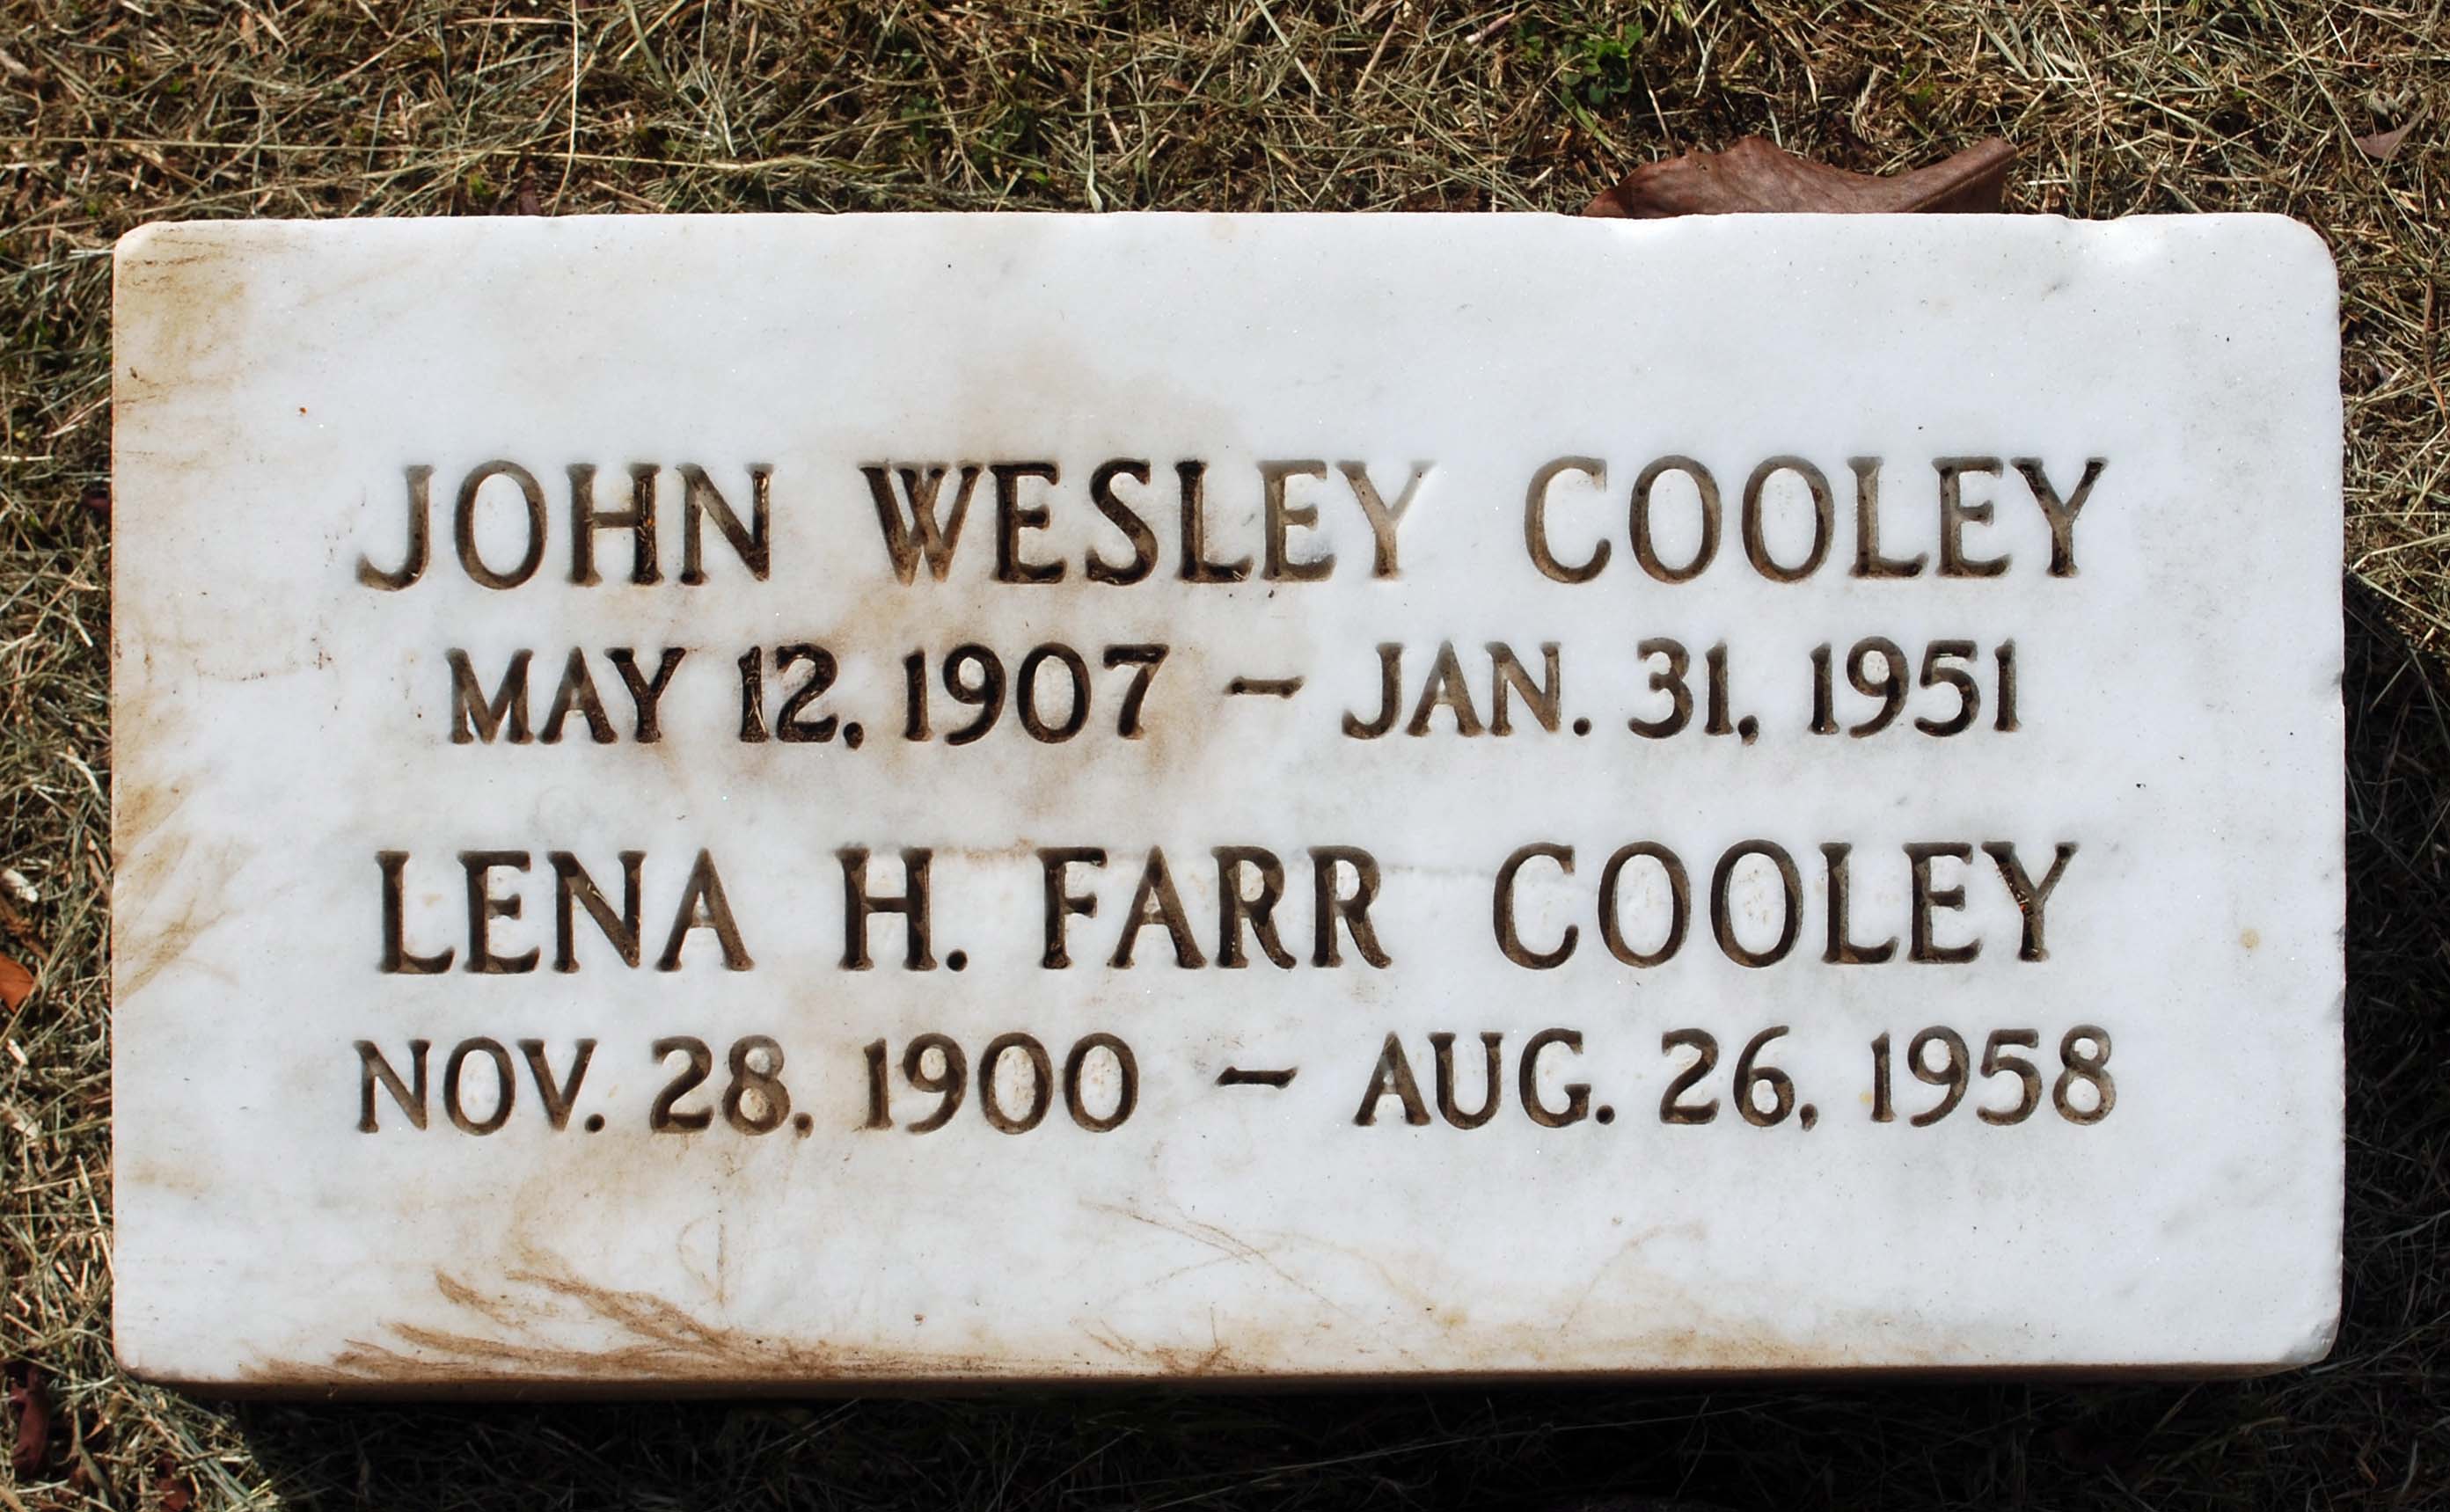 JOHN WESLEY COOLEY
MAY 12, 1907 – JAN. 31, 1951
LENA H. FARR COOLEY
NOV. 28, 1900 – AUG. 26, 1958